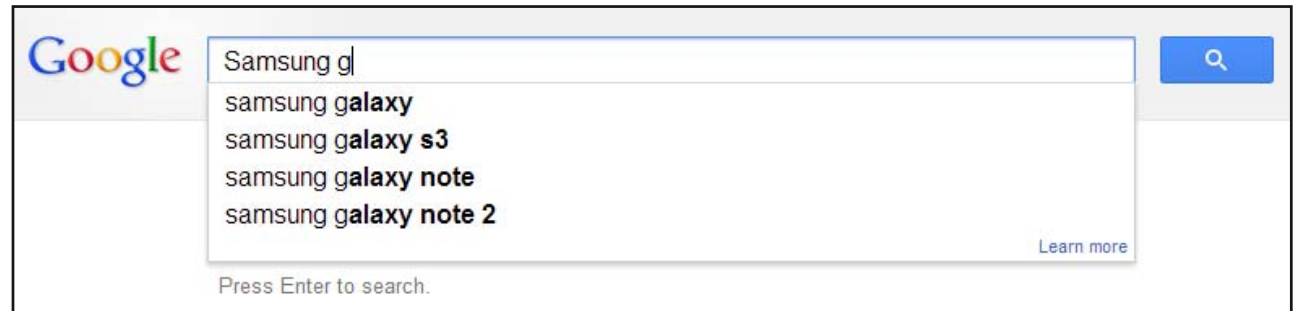 Google
Samsung g
samsung galaxy
samsung galaxy s3
samsung galaxy note
samsung galaxy note 2
Learn more
Press Enter to search.